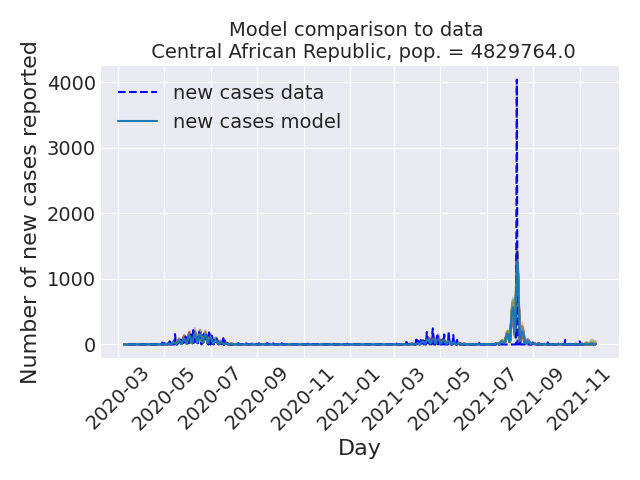 Model comparison to data
Central African Republic, pop. = 4829764.0
Number of new cases reported
4000
3000
2000
1000
0
new cases data
new cases model
2020-03
2020-05
2020-07
2020-09
2020-11
2021-01
2021-03
2021-05
2021-07
2021-09
2021-11
Day